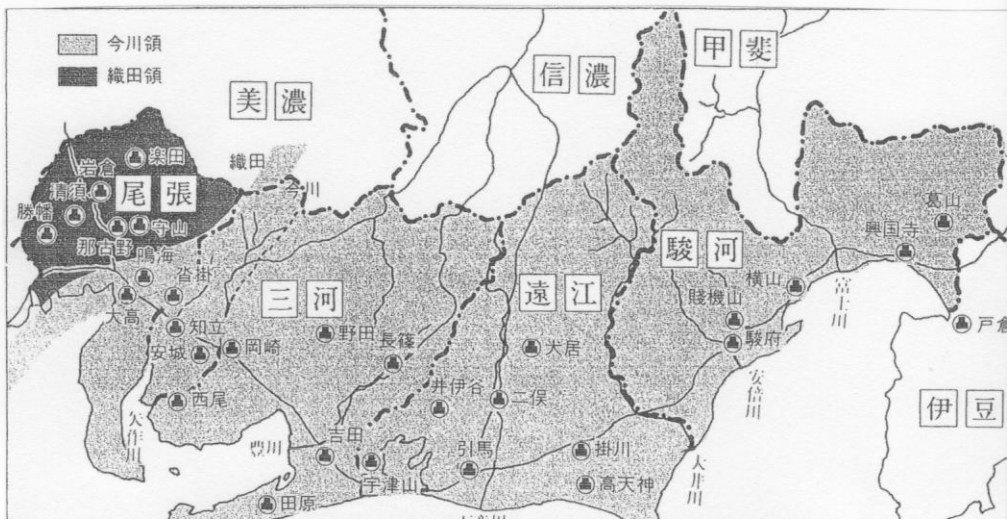 今川領
織田領
美濃
信濃
甲斐
織田
今川
楽田
岩倉
清須
尾張
勝幡
守山
那古野
鳴海
沓掛
大高
三河
知立
安城
岡崎
野田
長篠
西尾
矢作川
豊川
吉田
田原
遠江
犬居
井伊谷
二俣
引馬
宇津山
掛川
高天神
大井川
駿河
横山
賤機山
駿府
安倍川
富士川
葛山
興国寺
戸倉
伊豆